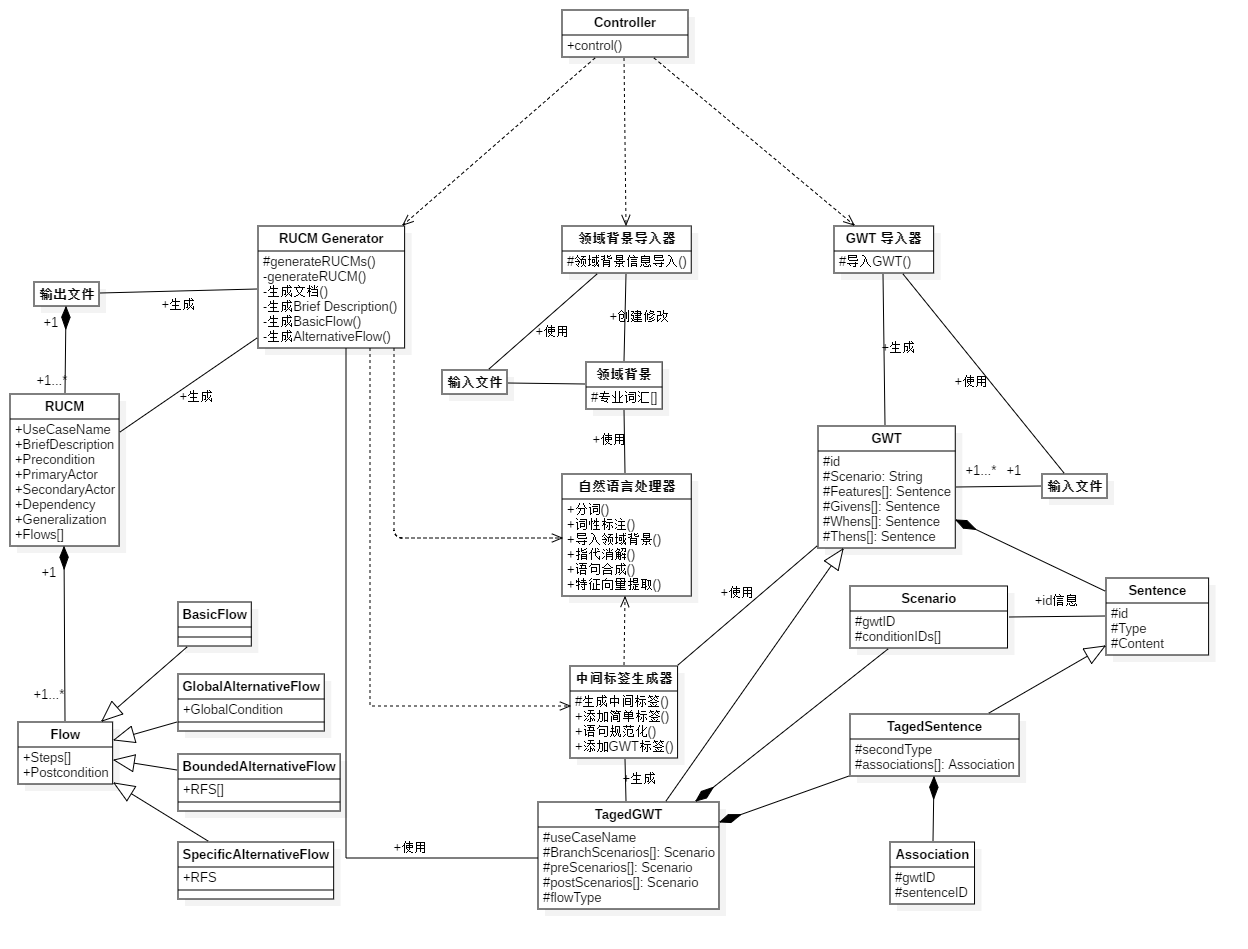 Controller
+control()
RUCM Generator
#generateRUCMs()
-generateRUCM()
-生成文档()
-生成Brief Description()
-生成BasicFlow()
-生成AlternativeFlow()
领域背景导入器
#领域背景信息导入()
GWT 导入器
#导入GWT()
输出文件
+生成
+1
+1...*
+生成
RUCM
+UseCaseName
+BriefDescription
+Precondition
+PrimaryActor
+SecondaryActor
+Dependency
+Generalization
+Flows[]
+1
+1...*
+使用
+创建修改
输入文件
领域背景
#专业词汇[]
+使用
+生成
+使用
GWT
#id
#Scenario: String
#Features[]: Sentence
#Givens[]: Sentence
#Whens[]: Sentence
#Thens[]: Sentence
+1...*
+1
输入文件
自然语言处理器
+分词()
+词性标注()
+导入领域背景()
+指代消解()
+语句合成()
+特征向量提取()
+使用
Scenario
#gwtID
#conditionIDs[]
+id信息
Sentence
#id
#Type
#Content
BasicFlow
GlobalAlternativeFlow
+GlobalCondition
Flow
+Steps[]
+Postcondition
BoundedAlternativeFlow
+RFS[]
SpecificAlternativeFlow
+RFS
中间标签生成器
#生成中间标签()
+添加简单标签()
+语句规范化()
+添加GWT标签()
+生成
+使用
TagedGWT
#useCaseName
#BranchScenarios[]: Scenario
#preScenarios[]: Scenario
#postScenarios[]: Scenario
#flowType
TagedSentence
#secondType
#associations[]: Association
Association
#gwtID
#sentenceID